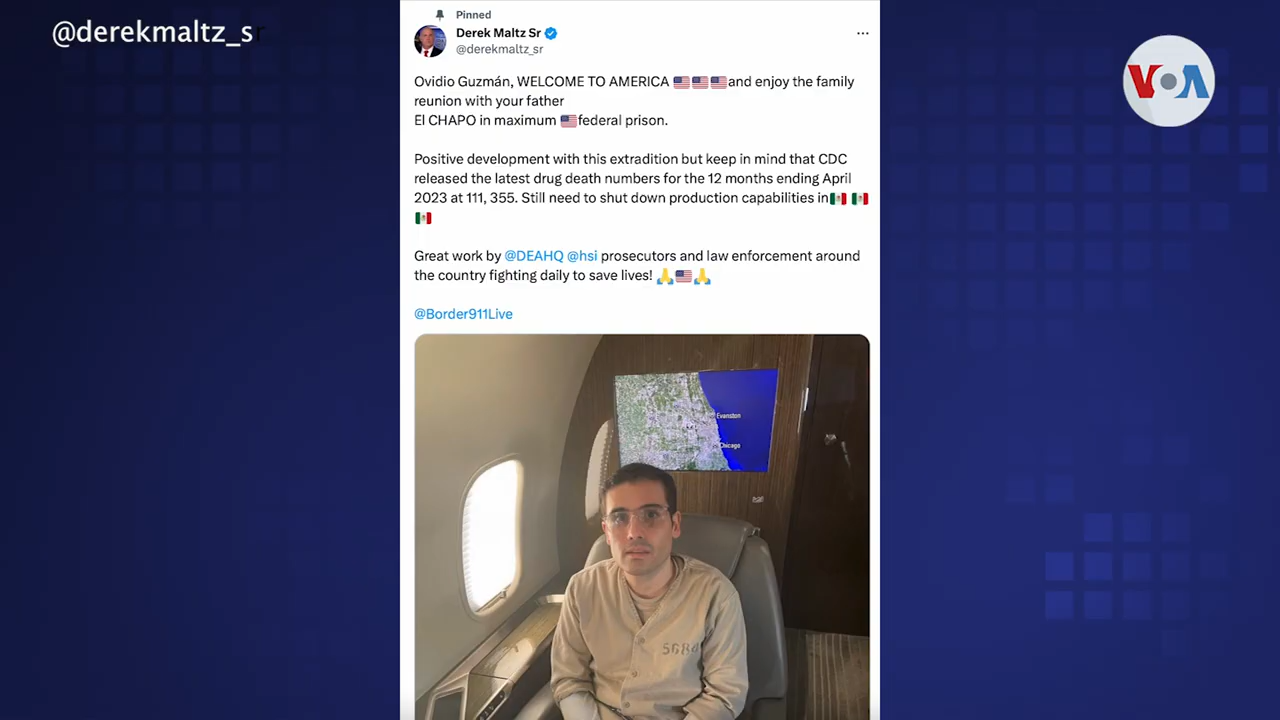 @derekmaltz_s
VOA
Pinned
Derek Maltz Sr
@derekmaltz_sr
Ovidio Guzmán, WELCOME TO AMERICA 🇺🇸🇺🇸🇺🇸and enjoy the family
reunion with your father
El CHAPO in maximum 🇺🇸federal prison.
Positive development with this extradition but keep in mind that CDC
released the latest drug death numbers for the 12 months ending April
2023 at 111, 355. Still need to shut down production capabilities in🇲🇽 🇲🇽
🇲🇽
Great work by @DEAHQ @hsi prosecutors and law enforcement around
the country fighting daily to save lives! 🙏🇺🇸🙏
@Border911Live
Evanston
Chicago